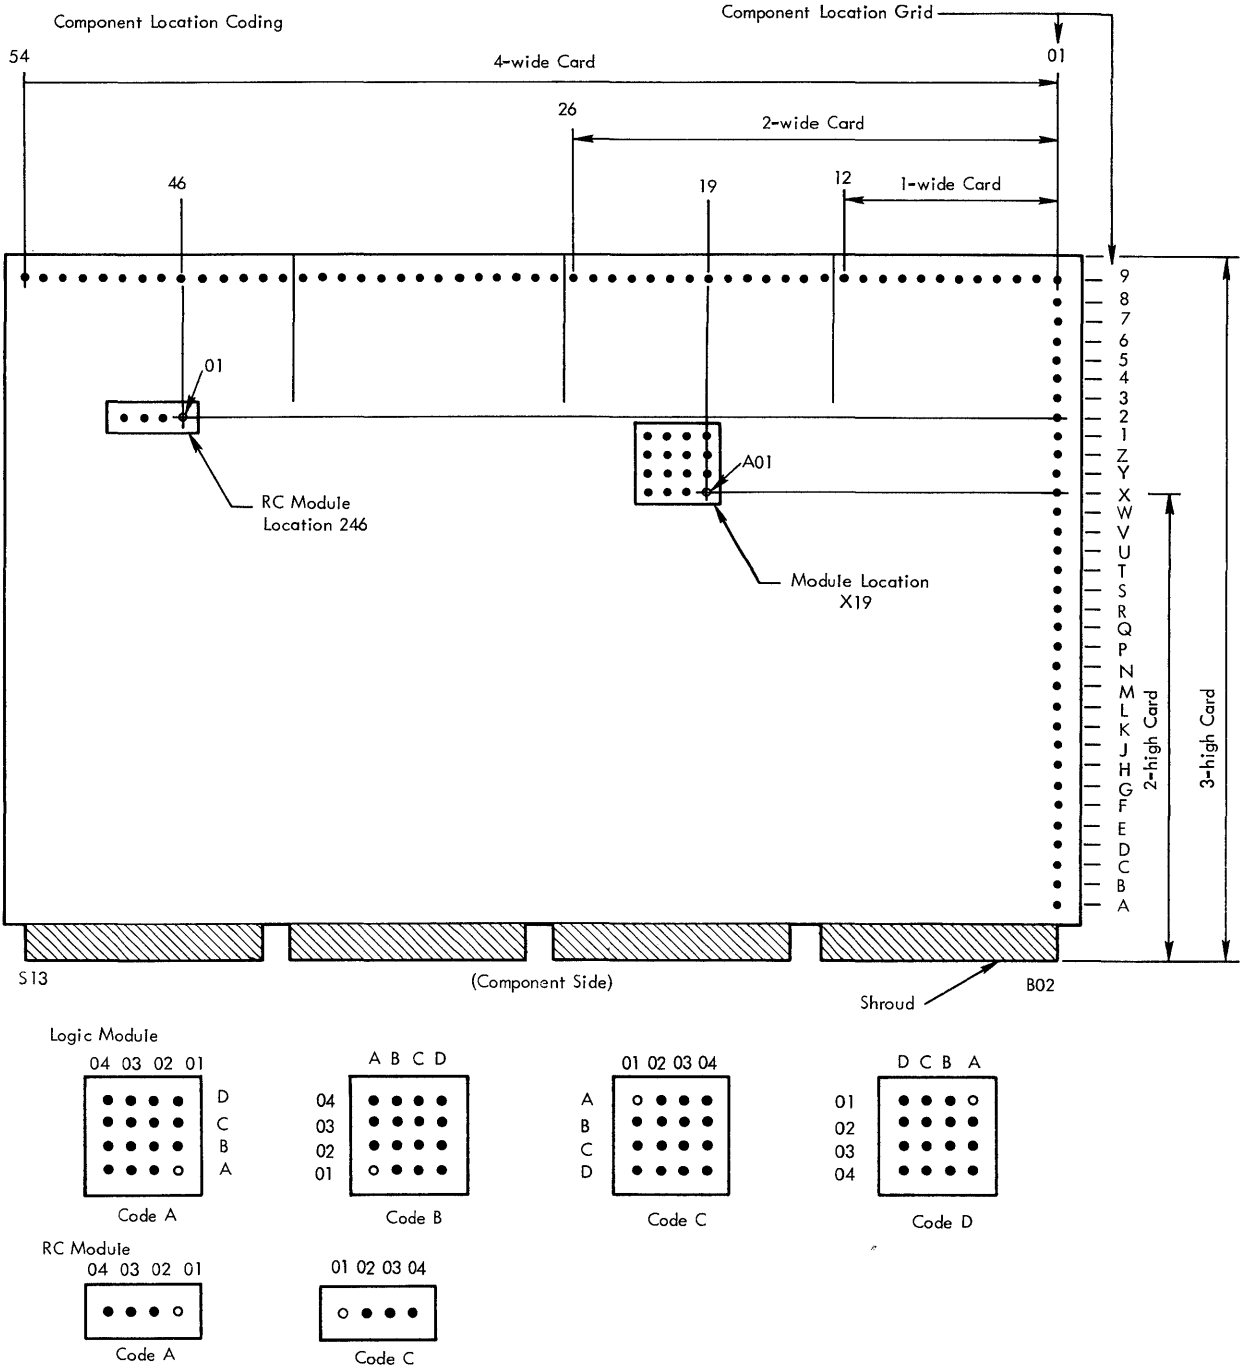 Component Location Coding
Component Location Grid
54
01
4-wide Card
26
2-wide Card
46
19
12
1-wide Card
9
8
7
6
5
4
3
2
1
Z
Y
X
W
V
U
T
S
R
Q
P
N
M
L
K
J
H
G
F
E
D
C
B
A
01
A01
RC Module
Location 246
Module Location
X19
2-high Card
3-high Card
S13
(Component Side)
B02
Shroud
Logic Module
04 03 02 01
D
C
B
A
Code A
A B C D
04
03
02
01
Code B
01 02 03 04
A
B
C
D
Code C
D C B A
01
02
03
04
Code D
RC Module
04 03 02 01
Code A
01 02 03 04
Code C